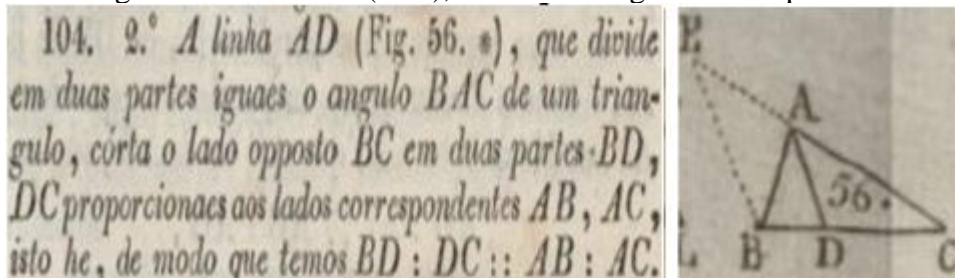 104. 2.° A linha AD (Fig. 56. *), que divide
em duas partes iguaes o angulo BAC de um trian-
gulo, córta o lado opposto BC em duas partes BD,
DC proporcionaes aos lados correspondentes AB, AC,
isto he, de modo que temos BD : DC :: AB : AC.
E
A
56.
B D C